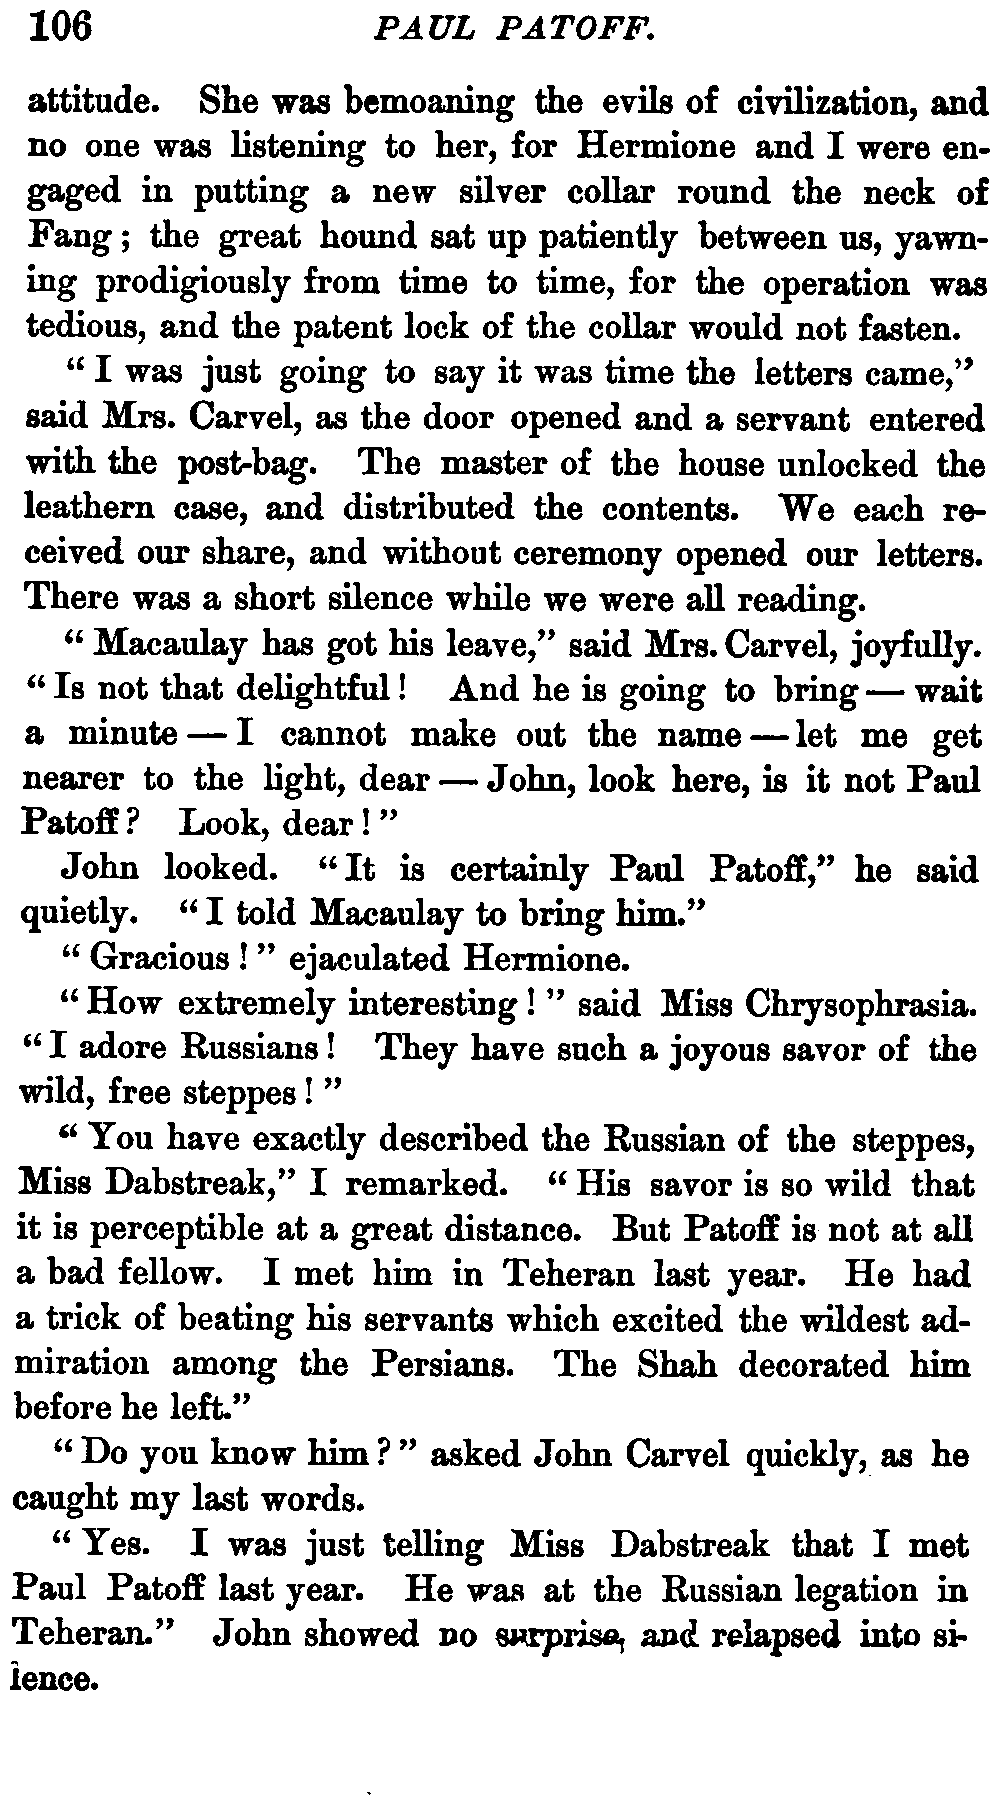 106 PAUL PATOFF.
attitude. She was bemoaning the evils of civilization, and
no one was listening to her, for Hermione and I were en-
gaged in putting a new silver collar round the neck of
Fang; the great hound sat up patiently between us, yawn-
ing prodigiously from time to time, for the operation was
tedious, and the patent lock of the collar would not fasten.
"I was just going to say it was time the letters came,"
said Mrs. Carvel, as the door opened and a servant entered
with the post-bag. The master of the house unlocked the
leathern case, and distributed the contents. We each re-
ceived our share, and without ceremony opened our letters.
There was a short silence while we were all reading.
"Macaulay has got his leave," said Mrs. Carvel, joyfully.
"Is not that delightful! And he is going to bring — wait
a minute — I cannot make out the name — let me get
nearer to the light, dear — John, look here, is it not Paul
Patoff? Look, dear!"
John looked. "It is certainly Paul Patoff," he said
quietly. "I told Macaulay to bring him."
"Gracious!" ejaculated Hermione.
"How extremely interesting!" said Miss Chrysophrasia.
"I adore Russians! They have such a joyous savor of the
wild, free steppes!"
"You have exactly described the Russian of the steppes,
Miss Dabstreak," I remarked. "His savor is so wild that
it is perceptible at a great distance. But Patoff is not at all
a bad fellow. I met him in Teheran last year. He had
a trick of beating his servants which excited the wildest ad-
miration among the Persians. The Shah decorated him
before he left."
"Do you know him?" asked John Carvel quickly, as he
caught my last words.
"Yes. I was just telling Miss Dabstreak that I met
Paul Patoff last year. He was at the Russian legation in
Teheran." John showed no surprise, and relapsed into si-
lence.